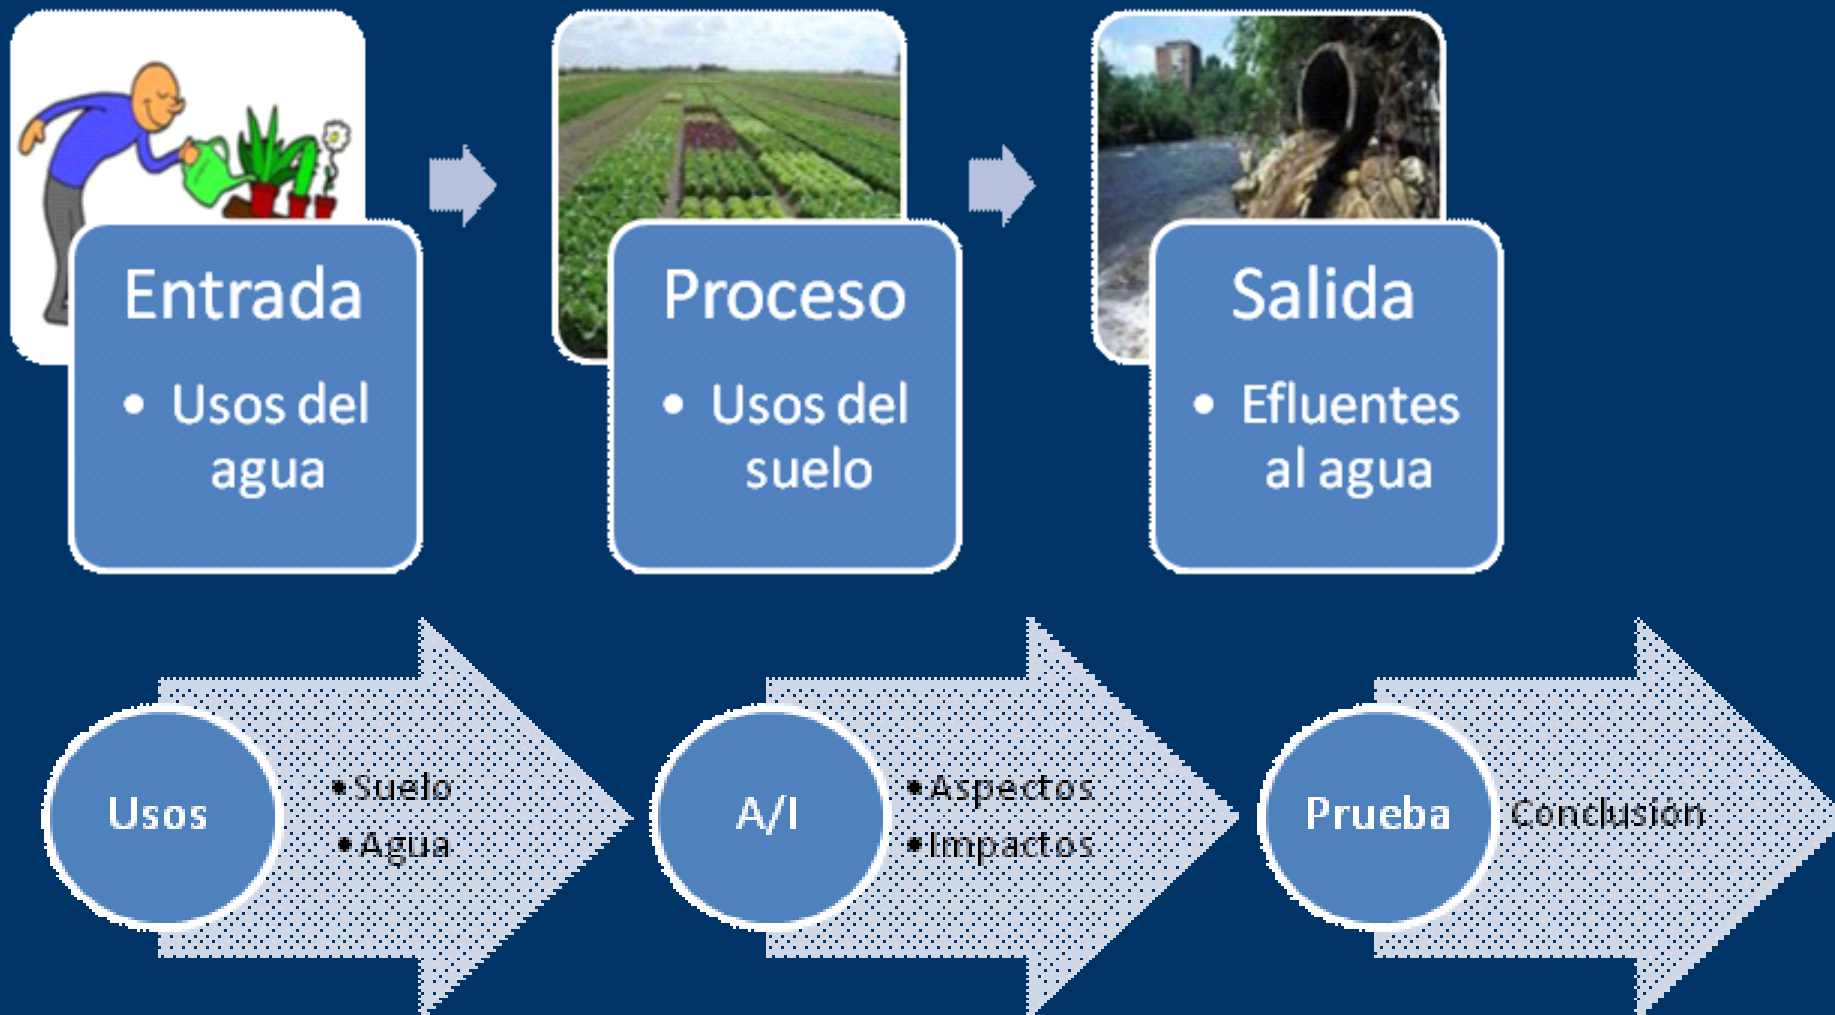 Entrada
• Usos del
agua
Proceso
• Usos del
suelo
Salida
• Efluentes
al agua
Usos
•Suelo
•Agua
A/I
•Aspectos
•Impactos
Prueba
Conclusión